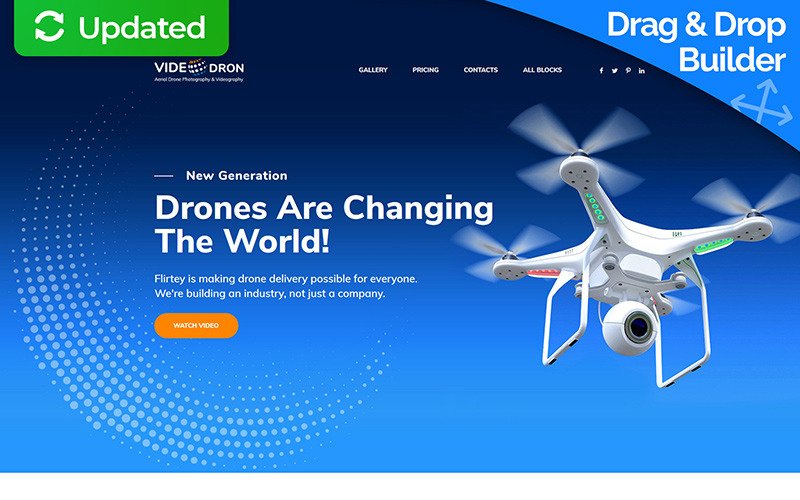 Updated
Drag & Drop
Builder
VIDE DRON
Aerial Drone Photography & Videography
GALLERY PRICING CONTACTS ALL BLOCKS
New Generation
Drones Are Changing
The World!
Flirtey is making drone delivery possible for everyone.
We're building an industry, not just a company.
WATCH VIDEO